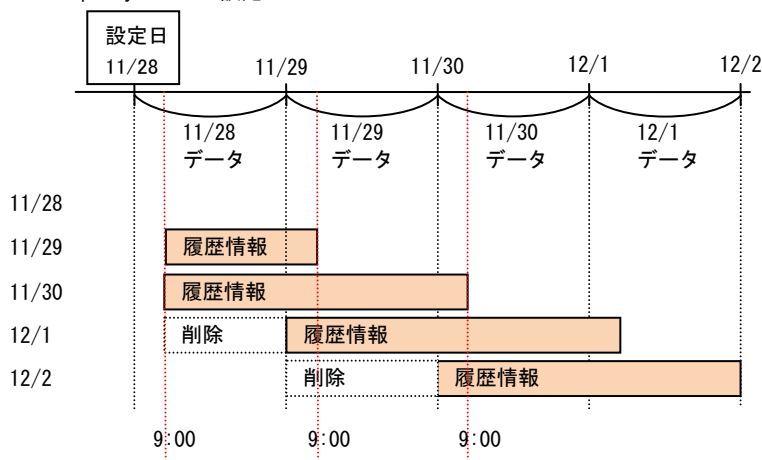 設定日
11/28 11/29 11/30 12/1 12/2
11/28 11/29 11/30 12/1
データ データ データ データ
11/28
11/29 履歴情報
11/30 履歴情報
12/1 削除 履歴情報
12/2 削除 履歴情報
9:00 9:00 9:00